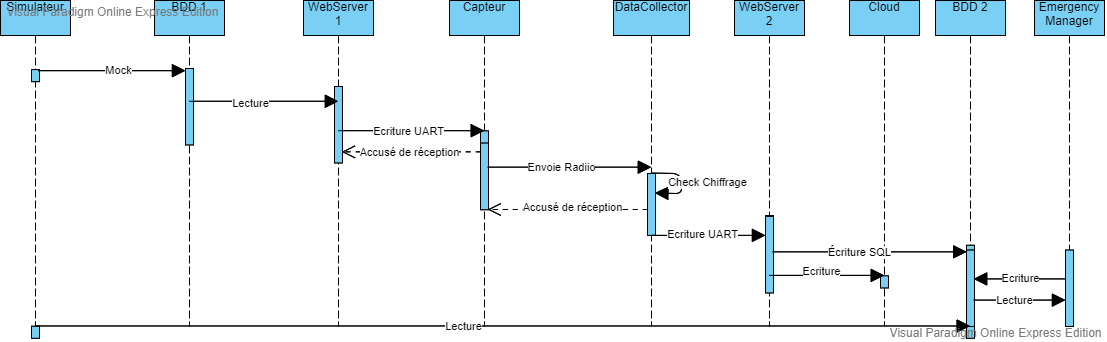 Simulateur
Visual Paradigm Online Express Edition
BDD 1
WebServer
1
Capteur
DataCollector
WebServer
2
Cloud
BDD 2
Emergency
Manager
Mock
Lecture
Ecriture UART
Accusé de réception
Envoie Radiio
Check Chiffrage
Accusé de réception
Ecriture UART
Écriture SQL
Ecriture
Ecriture
Lecture
Lecture
Visual Paradigm Online Express Edition